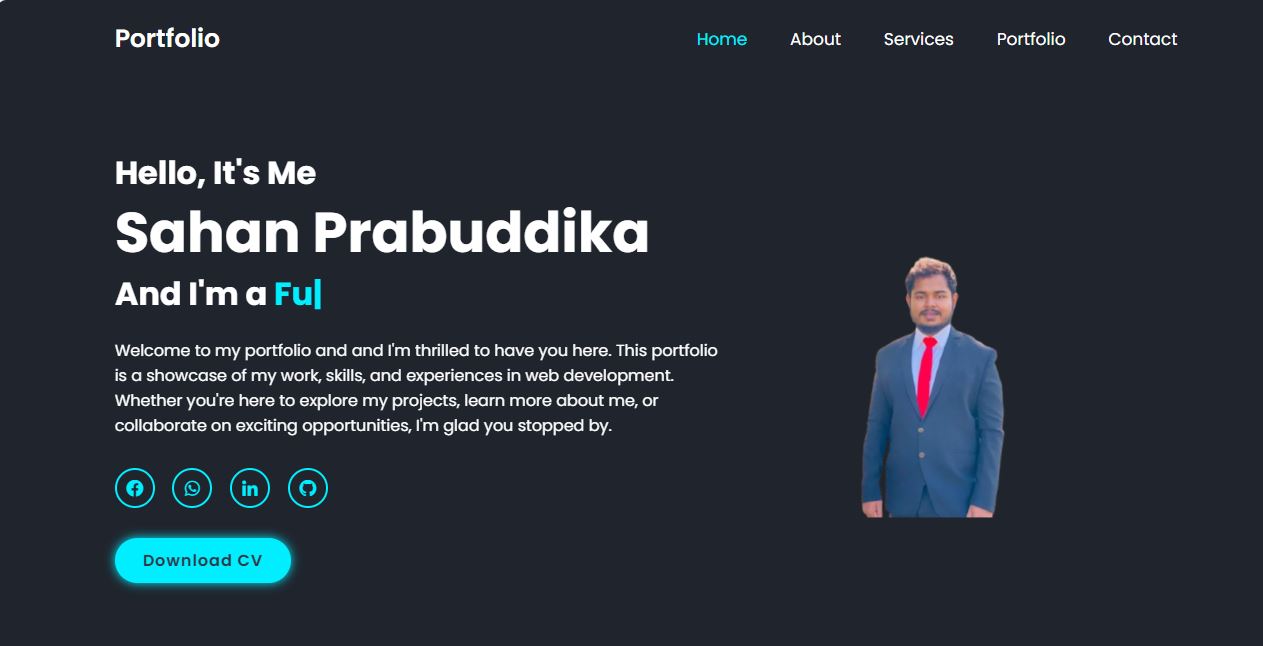 Portfolio
Home About Services Portfolio Contact
Hello, It's Me
Sahan Prabuddika
And I'm a Fu|
Welcome to my portfolio and and I'm thrilled to have you here. This portfolio
is a showcase of my work, skills, and experiences in web development.
Whether you're here to explore my projects, learn more about me, or
collaborate on exciting opportunities, I'm glad you stopped by.
in
Download CV